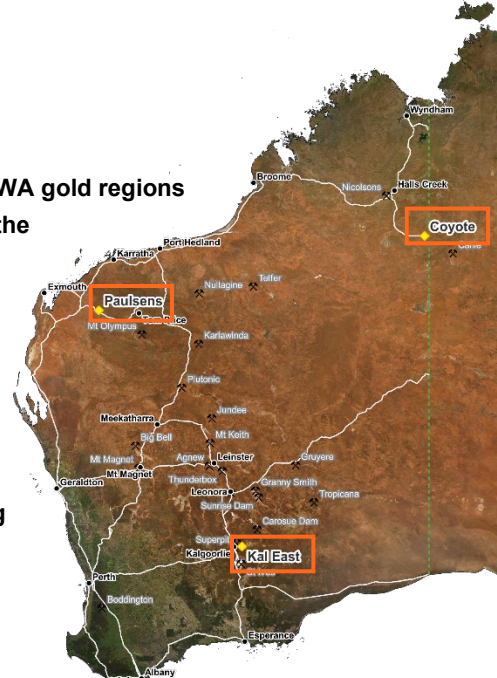 Wyndham
WA gold regions
Broome
Nicolsons
Halls Creek
the
Coyote
Port Hedland
Karratha
Exmouth
Nullagine
Telfer
Paulsens
Mt Olympus
Karlawinda
Plutonic
Jundee
Meekatharra
Big Bell
Mt Keith
Mt Magnet
Agnew
Leinster
Gruyere
Mt Magnet
Thunderbox
Geraldton
Leonora
Granny Smith
Sunrise Dam
Tropicana
g
Carosue Dam
Superpit
Kalgoorlie
Kal East
Perth
Boddington
Esperance
Albany